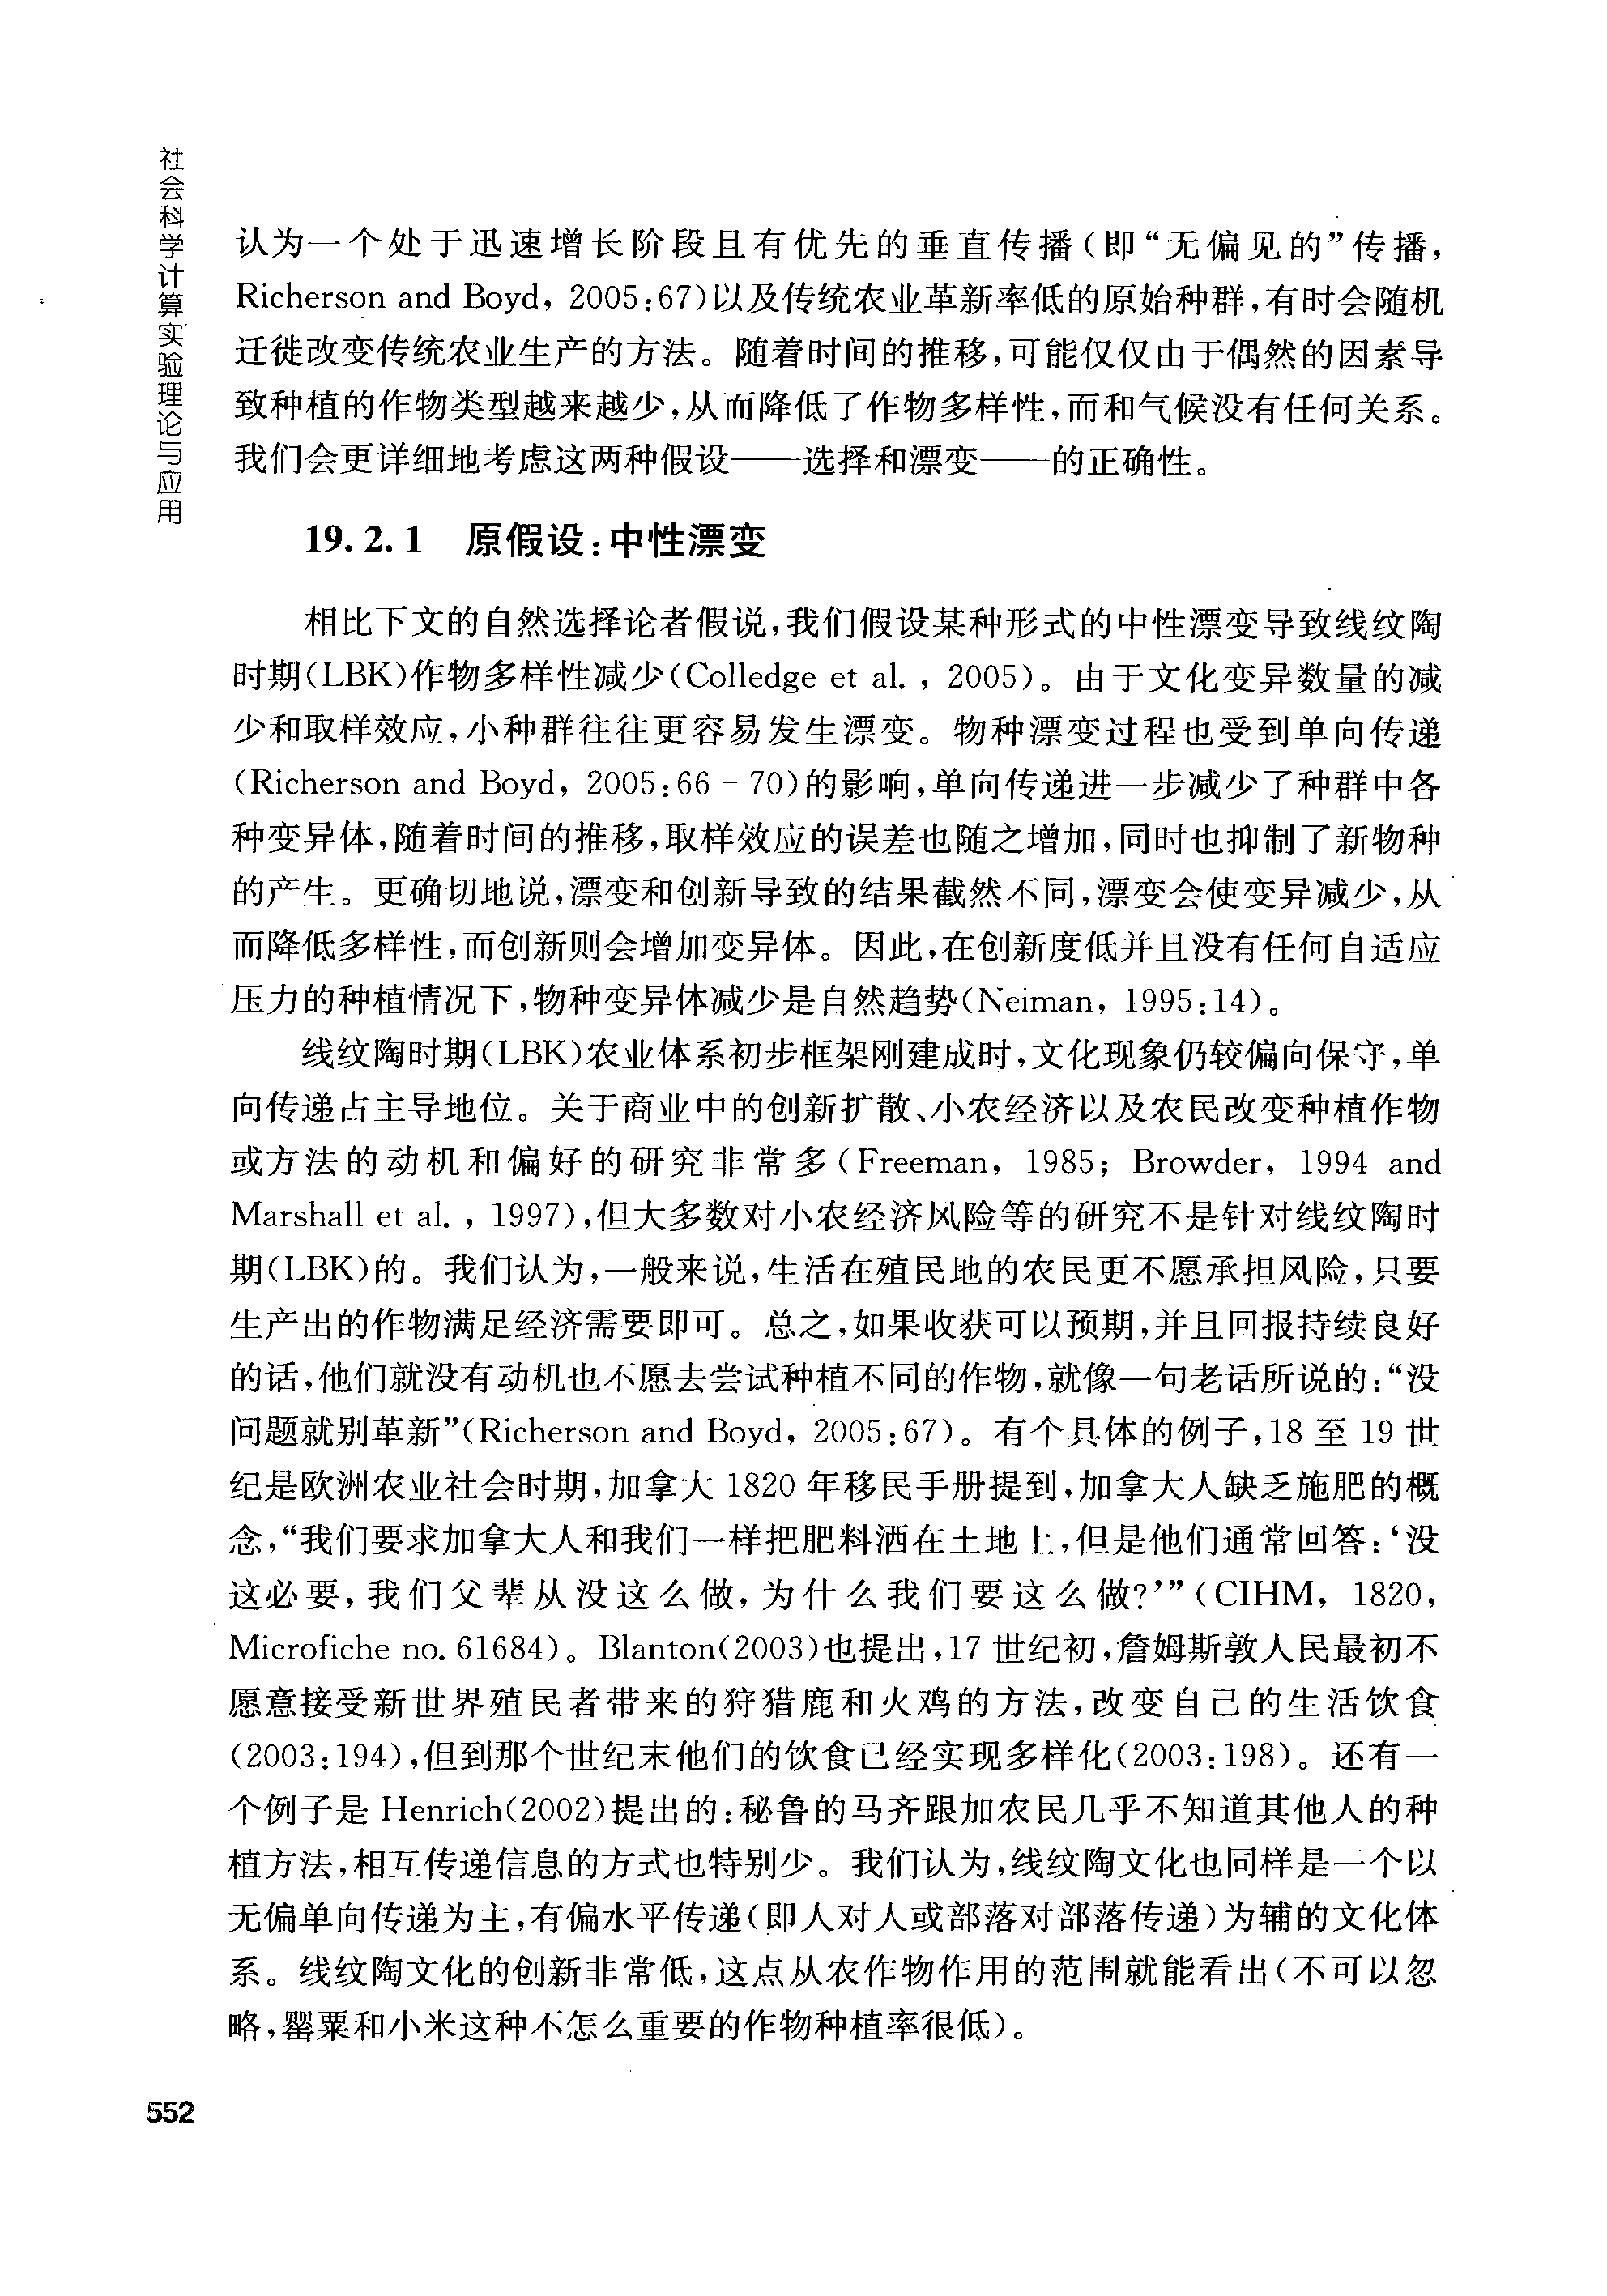 社会科学计算实验理论与应用
认为一个处于迅速增长阶段且有优先的垂直传播(即“无偏见的”传播,
Richerson and Boyd, 2005:67)以及传统农业革新率低的原始种群,有时会随机
迁徙改变传统农业生产的方法。随着时间的推移,可能仅仅由于偶然的因素导
致种植的作物类型越来越少,从而降低了作物多样性,而和气候没有任何关系。
我们会更详细地考虑这两种假设——选择和漂变——的正确性。
19.2.1 原假设:中性漂变
相比下文的自然选择论者假说,我们假设某种形式的中性漂变导致线纹陶
时期(LBK)作物多样性减少(Colledge et al., 2005)。由于文化变异数量的减
少和取样效应,小种群往往更容易发生漂变。物种漂变过程也受到单向传递
(Richerson and Boyd, 2005:66-70)的影响,单向传递进一步减少了种群中各
种变异体,随着时间的推移,取样效应的误差也随之增加,同时也抑制了新物种
的产生。更确切地说,漂变和创新导致的结果截然不同,漂变会使变异减少,从
而降低多样性,而创新则会增加变异体。因此,在创新度低并且没有任何自适应
压力的种植情况下,物种变异体减少是自然趋势(Neiman, 1995:14)。
线纹陶时期(LBK)农业体系初步框架刚建成时,文化现象仍较偏向保守,单
向传递占主导地位。关于商业中的创新扩散、小农经济以及农民改变种植作物
或方法的动机和偏好的研究非常多(Freeman, 1985; Browder, 1994 and
Marshall et al., 1997),但大多数对小农经济风险等的研究不是针对线纹陶时
期(LBK)的。我们认为,一般来说,生活在殖民地的农民更不愿承担风险,只要
生产出的作物满足经济需要即可。总之,如果收获可以预期,并且回报持续良好
的话,他们就没有动机也不愿去尝试种植不同的作物,就像一句老话所说的:“没
问题就别革新”(Richerson and Boyd, 2005:67)。有个具体的例子,18 至 19 世
纪是欧洲农业社会时期,加拿大 1820 年移民手册提到,加拿大人缺乏施肥的概
念,“我们要求加拿大人和我们一样把肥料洒在土地上,但是他们通常回答:‘没
这必要,我们父辈从没这么做,为什么我们要这么做?’”(CIHM, 1820,
Microfiche no. 61684)。Blanton(2003)也提出,17 世纪初,詹姆斯敦人民最初不
愿意接受新世界殖民者带来的狩猎鹿和火鸡的方法,改变自己的生活饮食
(2003:194),但到那个世纪末他们的饮食已经实现多样化(2003:198)。还有一
个例子是 Henrich(2002)提出的:秘鲁的马齐跟加农民几乎不知道其他人的种
植方法,相互传递信息的方式也特别少。我们认为,线纹陶文化也同样是一个以
无偏单向传递为主,有偏水平传递(即人对人或部落对部落传递)为辅的文化体
系。线纹陶文化的创新非常低,这点从农作物作用的范围就能看出(不可以忽
略,罂粟和小米这种不怎么重要的作物种植率很低)。
552